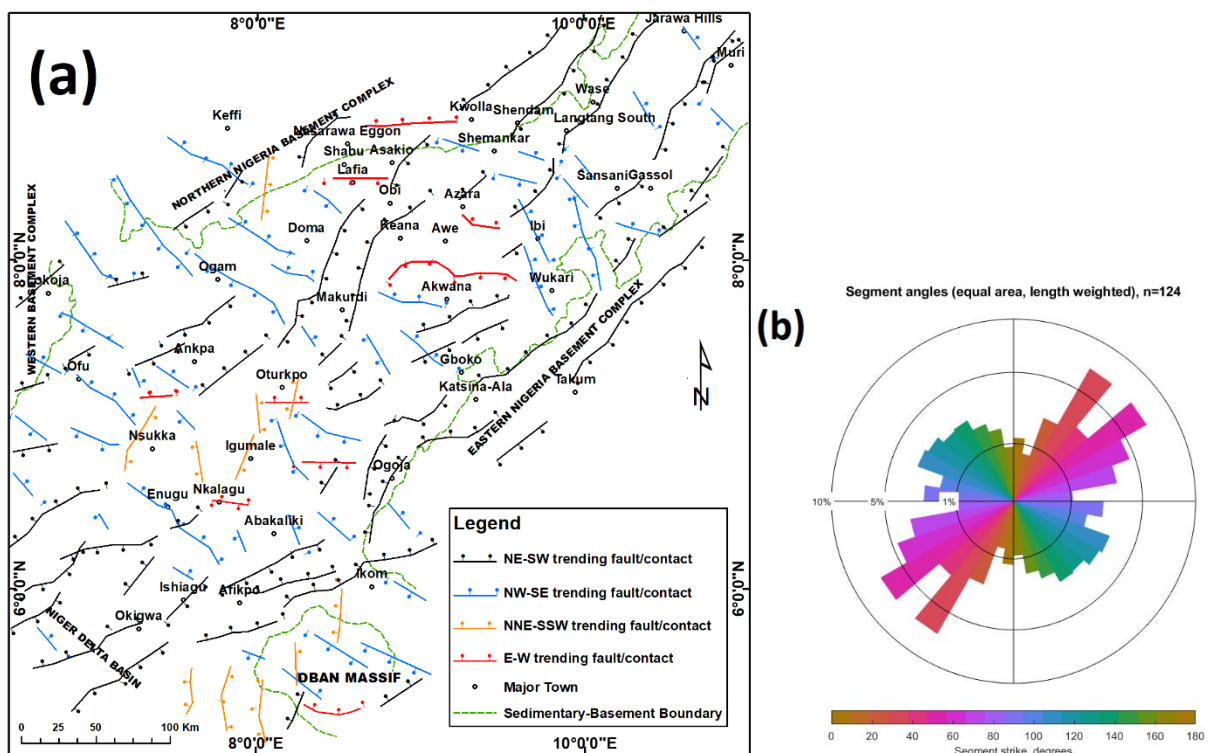 (a)
8°0'0"E
10°0'0"E
Jarawa Hills
Muri
Wase
Keffi
Kwolla
Shendam
Langtang South
NORTHERN NIGERIA BASEMENT COMPLEX
Nasarawa Eggon
Shemankar
Shabu
Asakio
Lafia
Sansani
Gassol
Obi
Azara
WESTERN BASEMENT COMPLEX
Doma
Keana
Awe
Ibi
8°0'0"N
8°0'0"N
Ogam
Wukari
Akwana
Makurdi
Ankpa
Ofu
Gboko
EASTERN NIGERIA BASEMENT COMPLEX
N
Oturkpo
Katsina-Ala
Takum
Nsukka
Igumale
Ogoja
Enugu
Nkalagu
Abakaliki
6°0'0"N
6°0'0"N
Ikom
Ishiagu
Afikpo
Okigwa
NIGER DELTA BASIN
OBAN MASSIF
Legend
NE-SW trending fault/contact
NW-SE trending fault/contact
NNE-SSW trending fault/contact
E-W trending fault/contact
Major Town
Sedimentary-Basement Boundary
0 25 50 100 Km
8°0'0"E
10°0'0"E
Segment angles (equal area, length weighted), n=124
(b)
10% 5% 1%
0 20 40 60 80 100 120 140 160 180
Segment strike, degrees